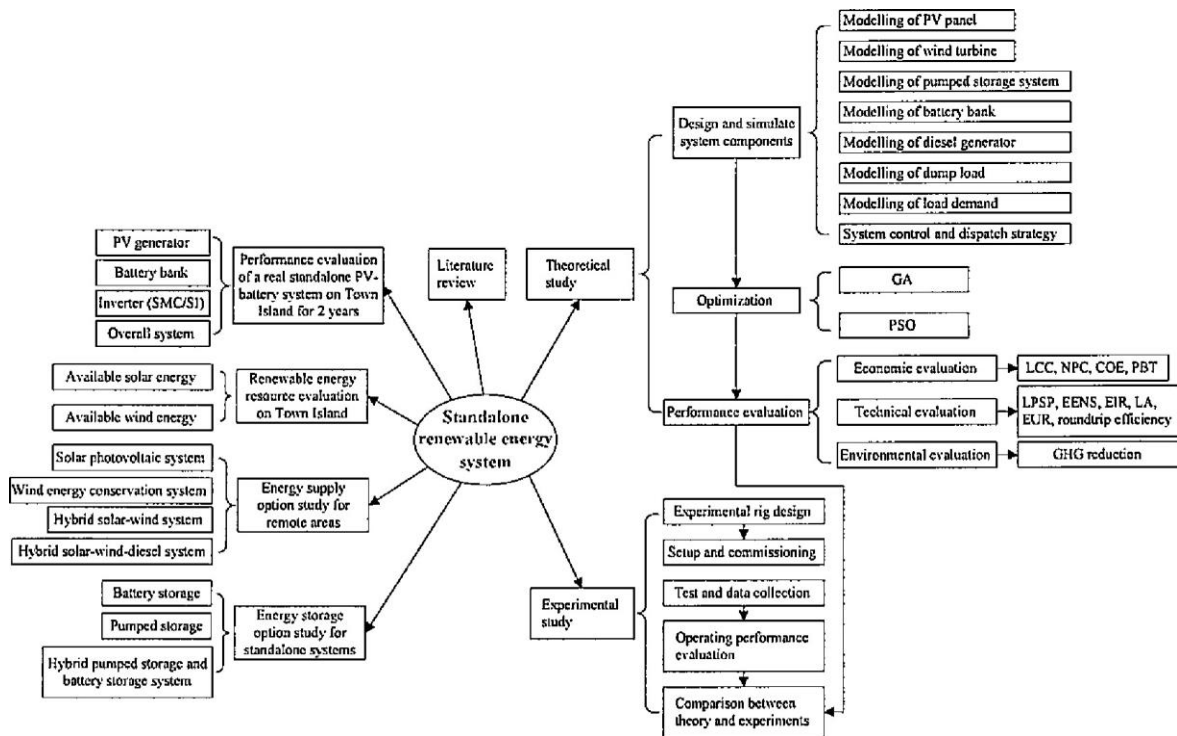 Modelling of PV panel
Modelling of wind turbine
Modelling of pumped storage system
Modelling of battery bank
Modelling of diesel generator
Modelling of dump load
Modelling of load demand
System control and dispatch strategy
Design and simulate
system components
Theoretical
study
Literature
review
PV generator
Battery bank
Inverter (SMC/SI)
Overall system
Performance evaluation
of a real standalone PV-
battery system on Town
Island for 2 years
Optimization
GA
PSO
Available solar energy
Available wind energy
Renewable energy
resource evaluation
on Town Island
Standalone
renewable energy
system
Performance evaluation
Economic evaluation
LCC, NPC, COE, PBT
Technical evaluation
LPSP, EENS, EIR, LA,
EUR, roundtrip efficiency
Environmental evaluation
GHG reduction
Solar photovoltaic system
Wind energy conservation system
Hybrid solar-wind system
Hybrid solar-wind-diesel system
Energy supply
option study for
remote areas
Battery storage
Pumped storage
Hybrid pumped storage and
battery storage system
Energy storage
option study for
standalone systems
Experimental
study
Experimental rig design
Setup and commissioning
Test and data collection
Operating performance
evaluation
Comparison between
theory and experiments